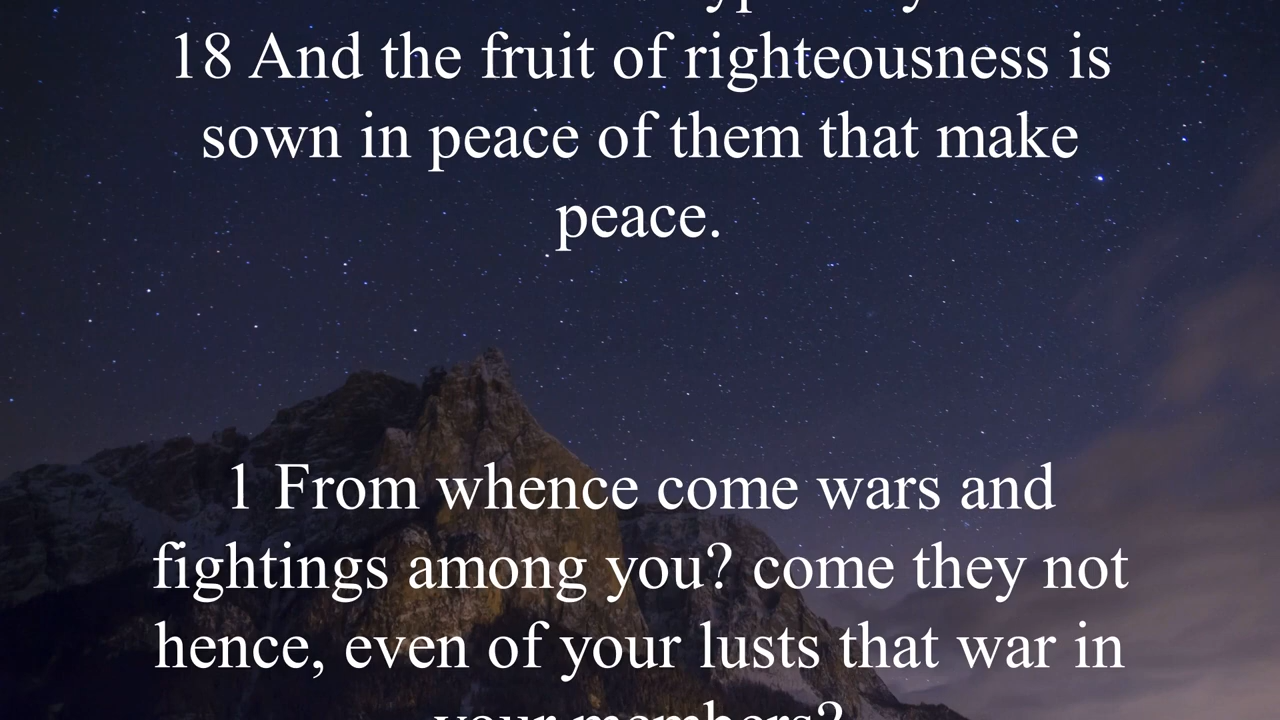 18 And the fruit of righteousness is
sown in peace of them that make
peace.
1 From whence come wars and
fightings among you? come they not
hence, even of your lusts that war in
your members?